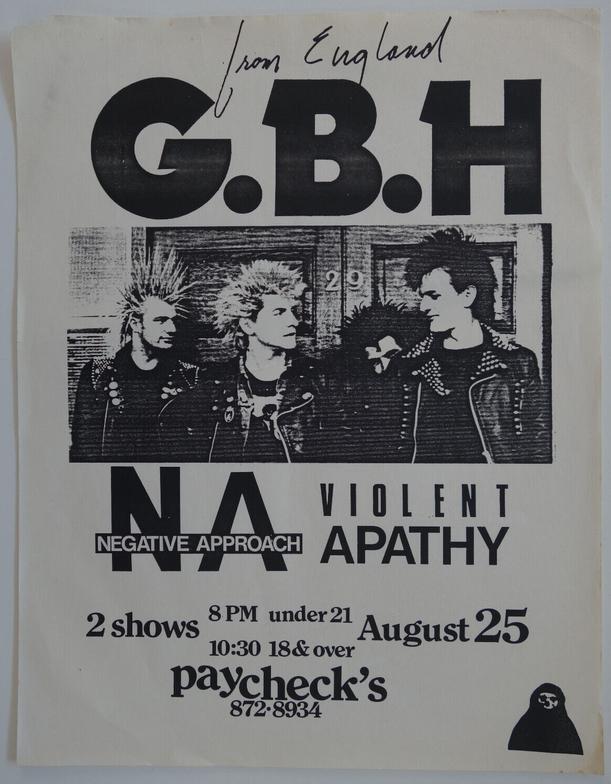 from England
G.B.H
29
NA
NEGATIVE APPROACH
VIOLENT
APATHY
2 shows 8 PM under 21 August 25
10:30 18 & over
paycheck's
872-8934